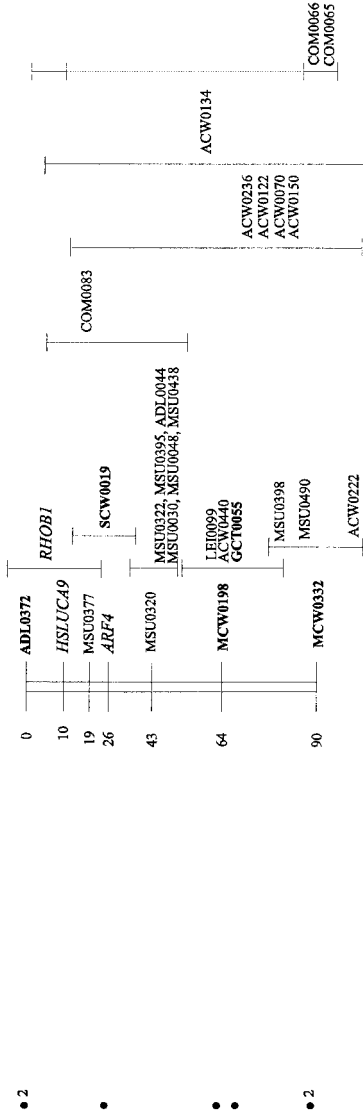 0 ADL0372
10 HSLUCA9
19 MSU0377
26 ARF4
43 MSU0320
64 MCW0198
90 MCW0332
RHOB1
SCW0019
MSU0322, MSU0395, ADL0044
MSU0030, MSU0048, MSU0438
LEI0099
ACW0440
GCT0055
MSU0398
MSU0490
ACW0222
COM0083
ACW0236
ACW0122
ACW0070
ACW0150
ACW0134
COM0066
COM0065
• 2
•
•
•
• 2